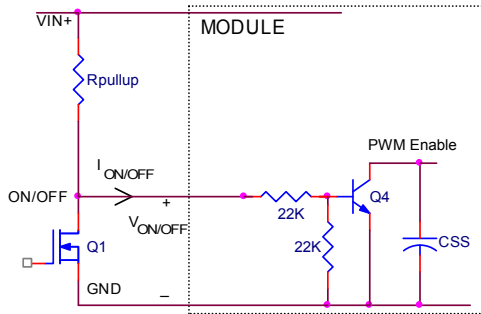 VIN+
MODULE
Rpullup
PWM Enable
I ON/OFF
ON/OFF
+
Q4
22K
V ON/OFF
22K
CSS
Q1
GND
–